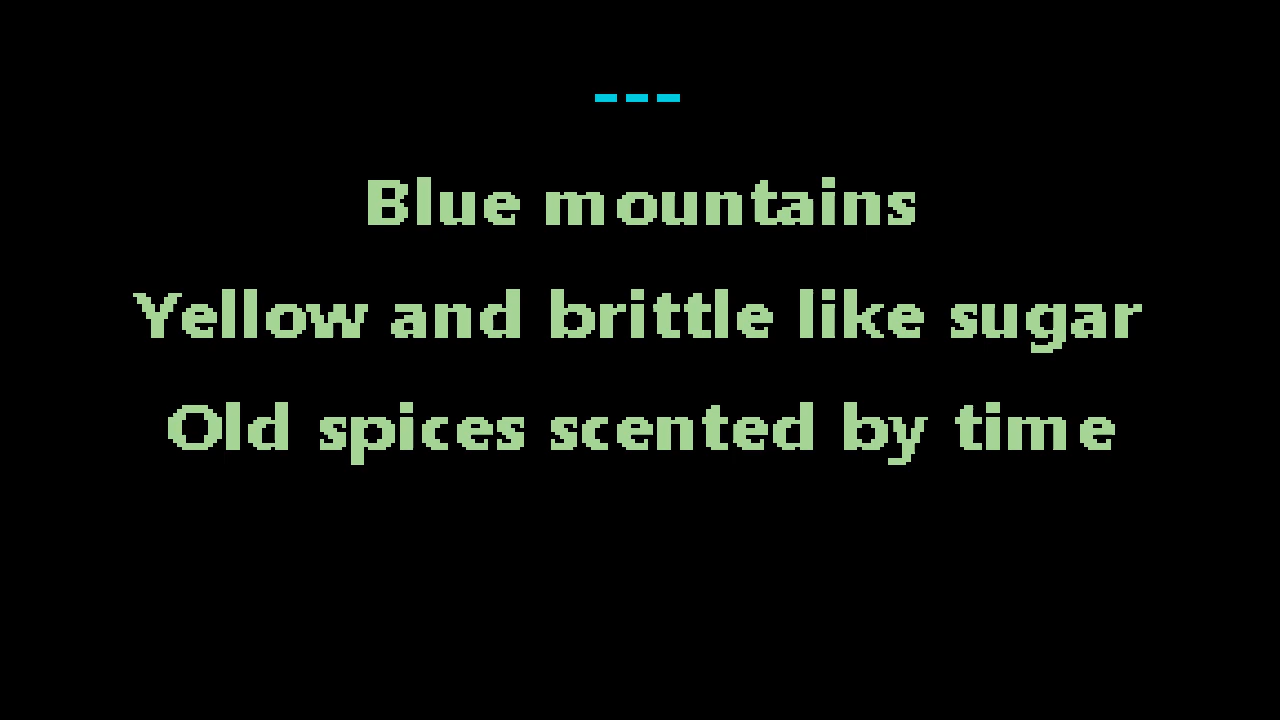 ---
Blue mountains
Yellow and brittle like sugar
Old spices scented by time